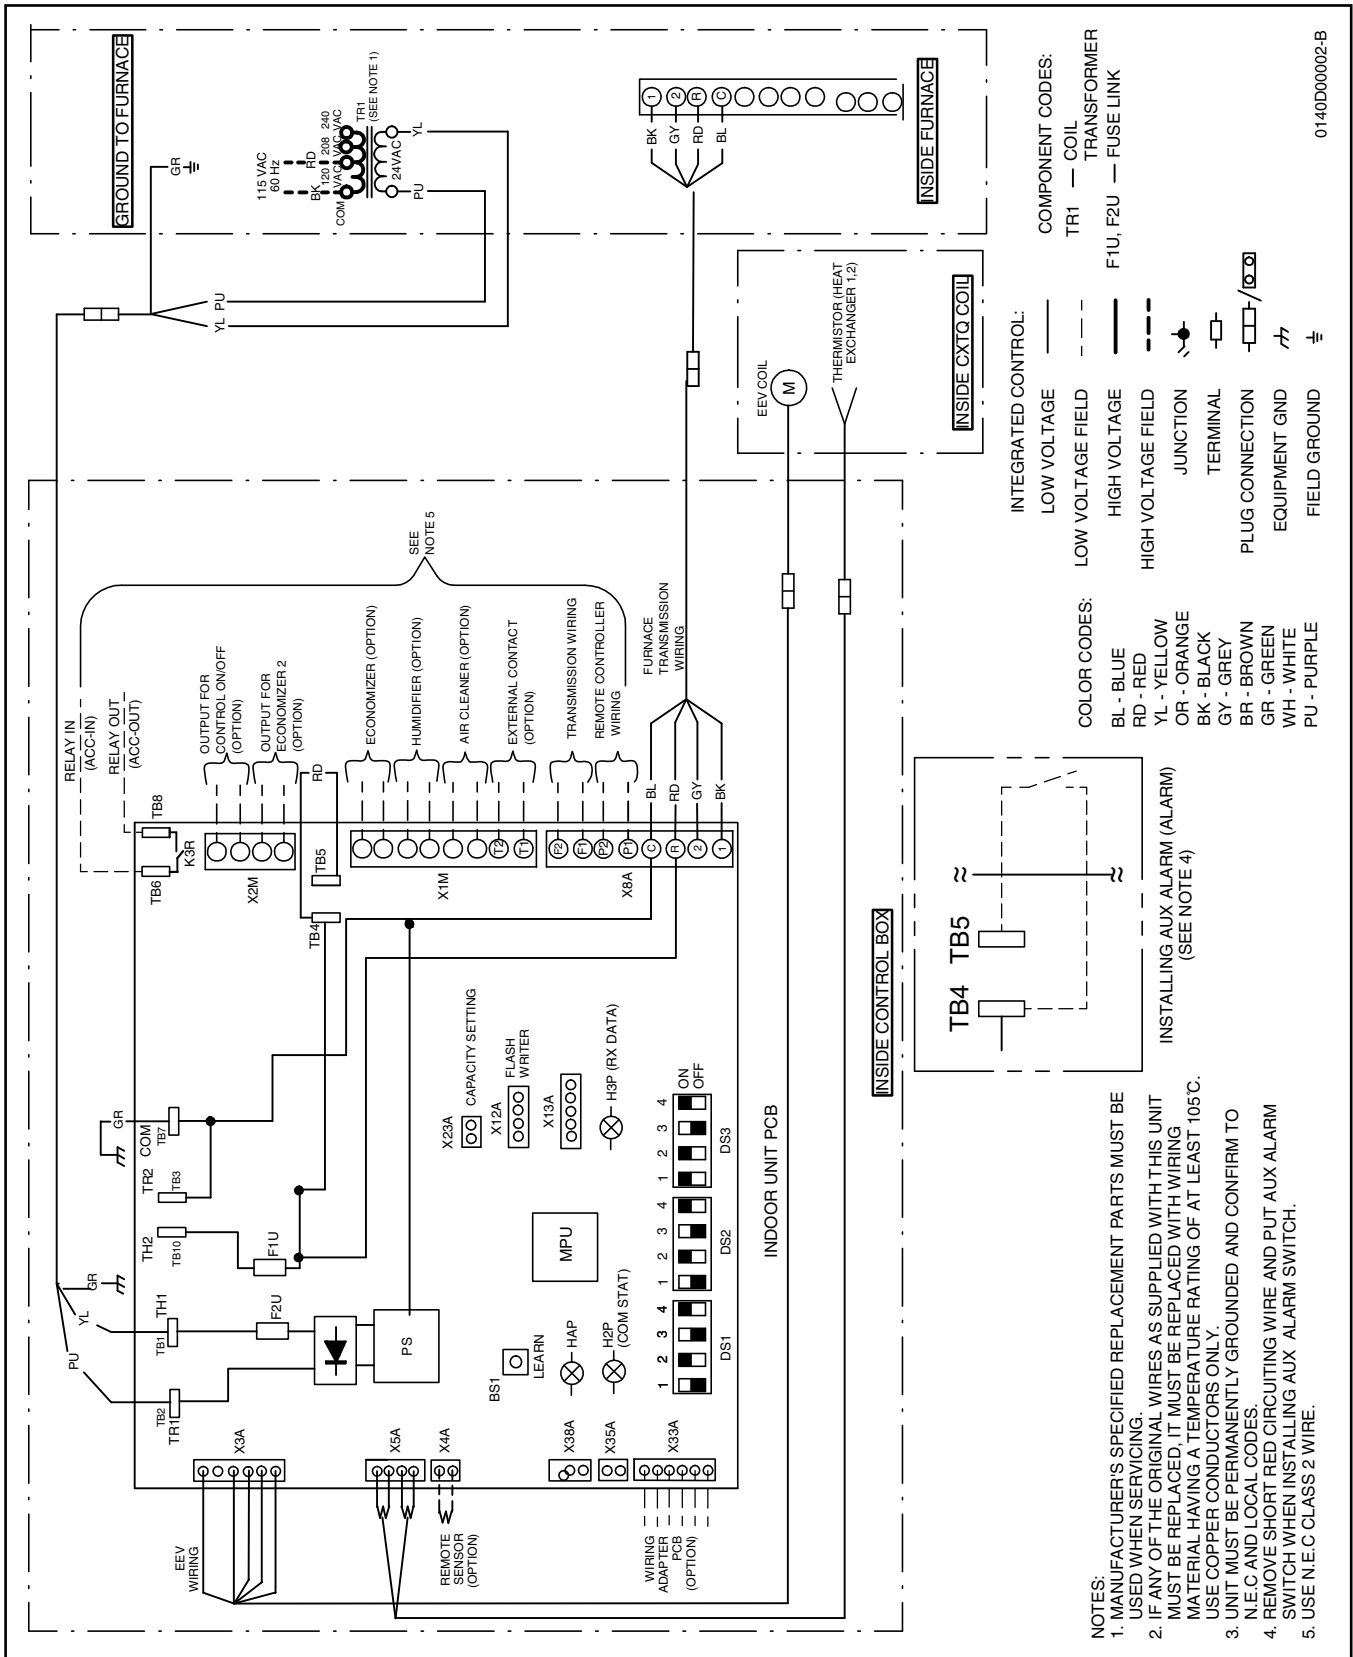 GROUND TO FURNACE
GR
115 VAC
60 Hz
BK
RD
COM
120
VAC
208
VAC
240
VAC
TR1
(SEE NOTE 1)
24VAC
PU
YL
BK
GY
RD
BL
1
2
R
C
INSIDE FURNACE
YL
PU
EEV COIL
M
THERMISTOR (HEAT
EXCHANGER 1,2)
INSIDE CXTQ COIL
RELAY IN
(ACC-IN)
RELAY OUT
(ACC-OUT)
OUTPUT FOR
CONTROL ON/OFF
(OPTION)
OUTPUT FOR
ECONOMIZER 2
(OPTION)
RD
ECONOMIZER (OPTION)
HUMIDIFIER (OPTION)
AIR CLEANER (OPTION)
EXTERNAL CONTACT
(OPTION)
TRANSMISSION WIRING
REMOTE CONTROLLER
WIRING
SEE
NOTE 5
FURNACE
TRANSMISSION
WIRING
BL
RD
GY
BK
TB6
TB8
K3R
X2M
TB4
TB5
X1M
T2
T1
X8A
F2
F1
P2
P1
C
R
2
1
PU
YL
GR
GR
TB2
TR1
TB1
TH1
TH2
TB10
TR2
TB3
COM
TB7
F2U
F1U
PS
MPU
X23A
CAPACITY SETTING
X12A
FLASH
WRITER
X13A
H3P (RX DATA)
BS1
LEARN
HAP
H2P
(COM STAT)
1 2 3 4
DS1
1 2 3 4
DS2
1 2 3 4
DS3
ON
OFF
INDOOR UNIT PCB
X3A
X5A
X4A
X38A
X35A
X33A
EEV
WIRING
REMOTE
SENSOR
(OPTION)
WIRING
ADAPTER
PCB
(OPTION)
INSIDE CONTROL BOX
TB4 TB5
INSTALLING AUX ALARM (ALARM)
(SEE NOTE 4)
NOTES:
1. MANUFACTURER'S SPECIFIED REPLACEMENT PARTS MUST BE
USED WHEN SERVICING.
2. IF ANY OF THE ORIGINAL WIRES AS SUPPLIED WITH THIS UNIT
MUST BE REPLACED, IT MUST BE REPLACED WITH WIRING
MATERIAL HAVING A TEMPERATURE RATING OF AT LEAST 105°C.
USE COPPER CONDUCTORS ONLY.
3. UNIT MUST BE PERMANENTLY GROUNDED AND CONFIRM TO
N.E.C AND LOCAL CODES.
4. REMOVE SHORT RED CIRCUITING WIRE AND PUT AUX ALARM
SWITCH WHEN INSTALLING AUX ALARM SWITCH.
5. USE N.E.C CLASS 2 WIRE.
COLOR CODES:
BL - BLUE
RD - RED
YL - YELLOW
OR - ORANGE
BK - BLACK
GY - GREY
BR - BROWN
GR - GREEN
WH - WHITE
PU - PURPLE
INTEGRATED CONTROL:
LOW VOLTAGE
LOW VOLTAGE FIELD
HIGH VOLTAGE
HIGH VOLTAGE FIELD
JUNCTION
TERMINAL
PLUG CONNECTION
EQUIPMENT GND
FIELD GROUND
COMPONENT CODES:
TR1 — COIL
TRANSFORMER
F1U, F2U — FUSE LINK
0140D00002-B